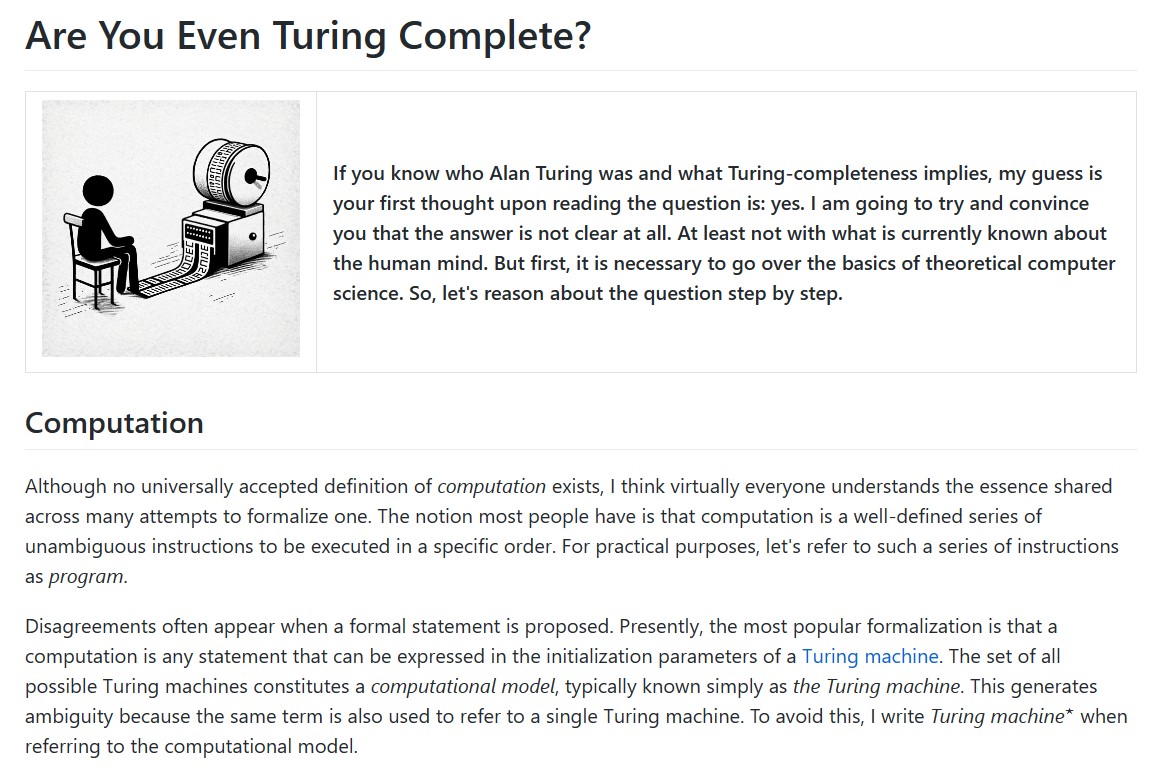 Are You Even Turing Complete?
If you know who Alan Turing was and what Turing-completeness implies, my guess is
your first thought upon reading the question is: yes. I am going to try and convince
you that the answer is not clear at all. At least not with what is currently known about
the human mind. But first, it is necessary to go over the basics of theoretical computer
science. So, let's reason about the question step by step.
Computation
Although no universally accepted definition of computation exists, I think virtually everyone understands the essence shared
across many attempts to formalize one. The notion most people have is that computation is a well-defined series of
unambiguous instructions to be executed in a specific order. For practical purposes, let's refer to such a series of instructions
as program.
Disagreements often appear when a formal statement is proposed. Presently, the most popular formalization is that a
computation is any statement that can be expressed in the initialization parameters of a Turing machine. The set of all
possible Turing machines constitutes a computational model, typically known simply as the Turing machine. This generates
ambiguity because the same term is also used to refer to a single Turing machine. To avoid this, I write Turing machine* when
referring to the computational model.